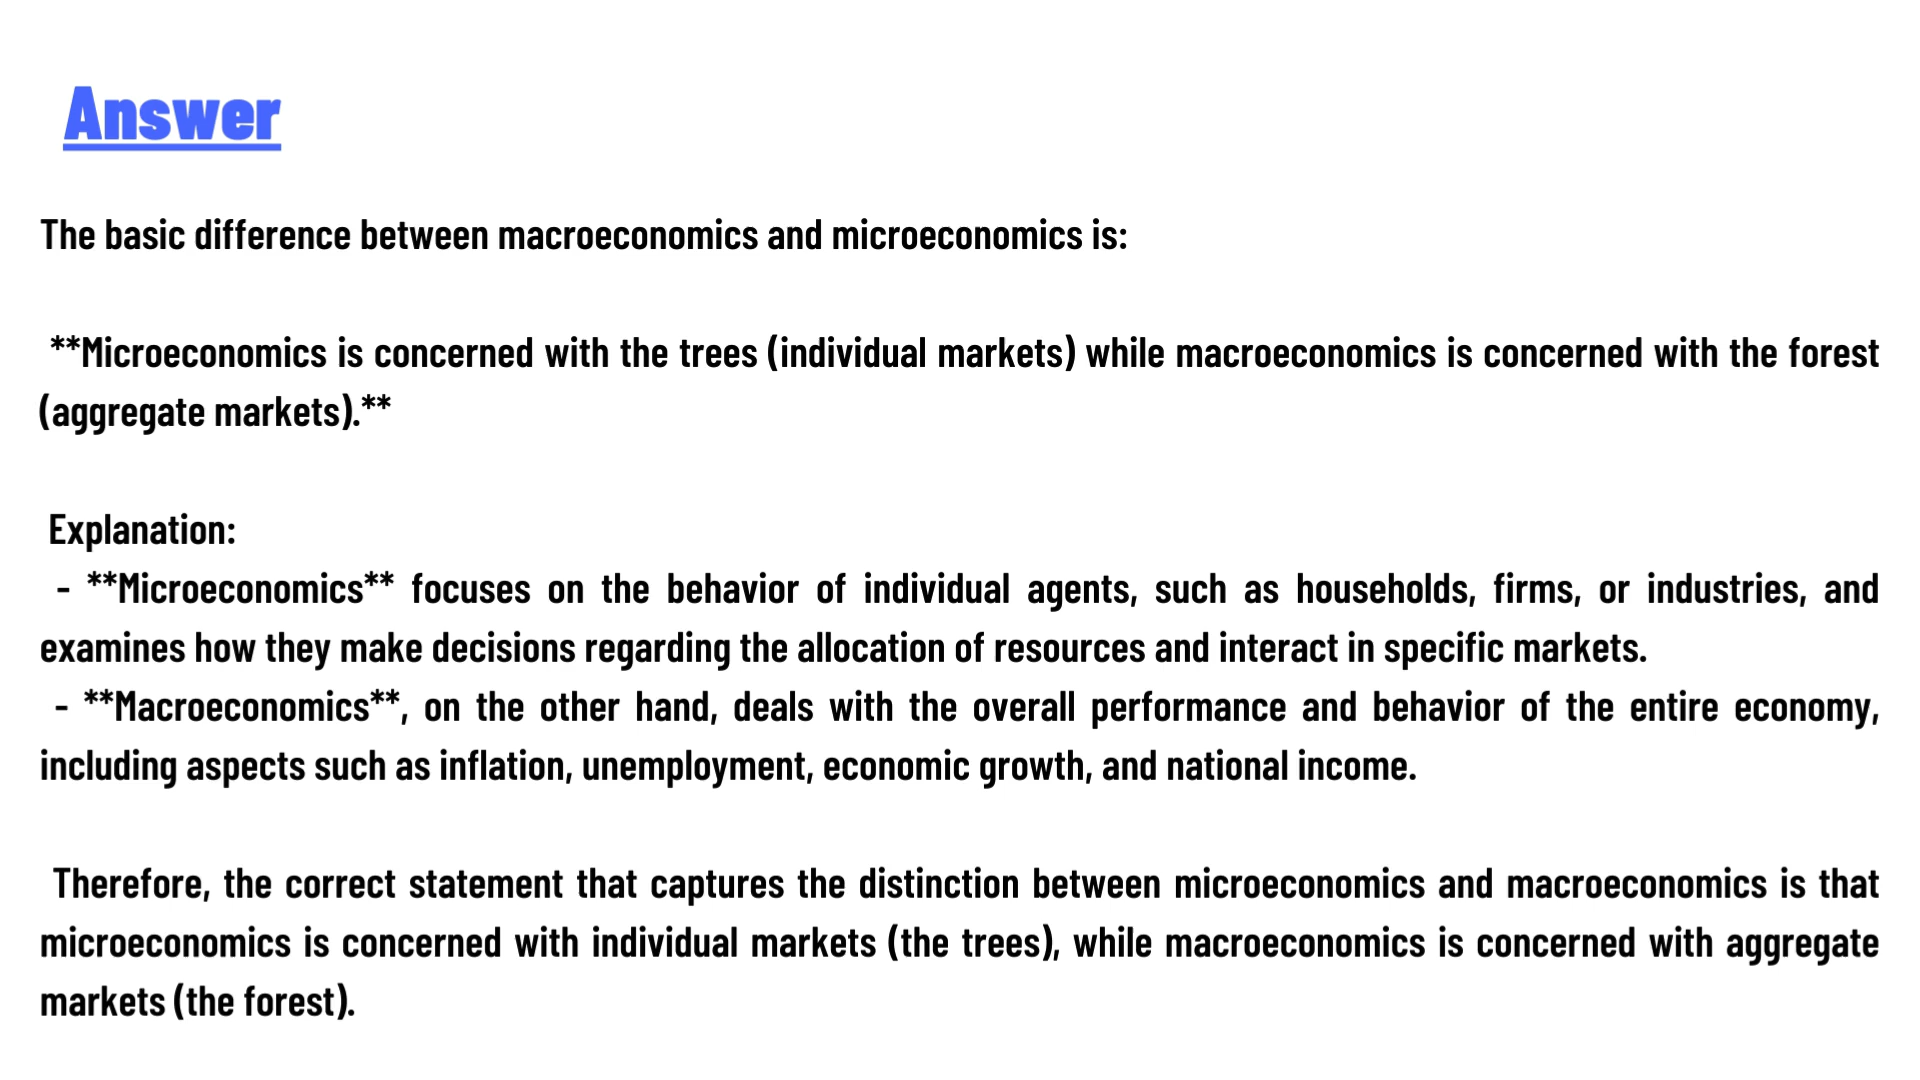 Answer
The basic difference between macroeconomics and microeconomics is:
**Microeconomics is concerned with the trees (individual markets) while macroeconomics is concerned with the forest
(aggregate markets).**
Explanation:
- **Microeconomics** focuses on the behavior of individual agents, such as households, firms, or industries, and
examines how they make decisions regarding the allocation of resources and interact in specific markets.
- **Macroeconomics**, on the other hand, deals with the overall performance and behavior of the entire economy,
including aspects such as inflation, unemployment, economic growth, and national income.
Therefore, the correct statement that captures the distinction between microeconomics and macroeconomics is that
microeconomics is concerned with individual markets (the trees), while macroeconomics is concerned with aggregate
markets (the forest).